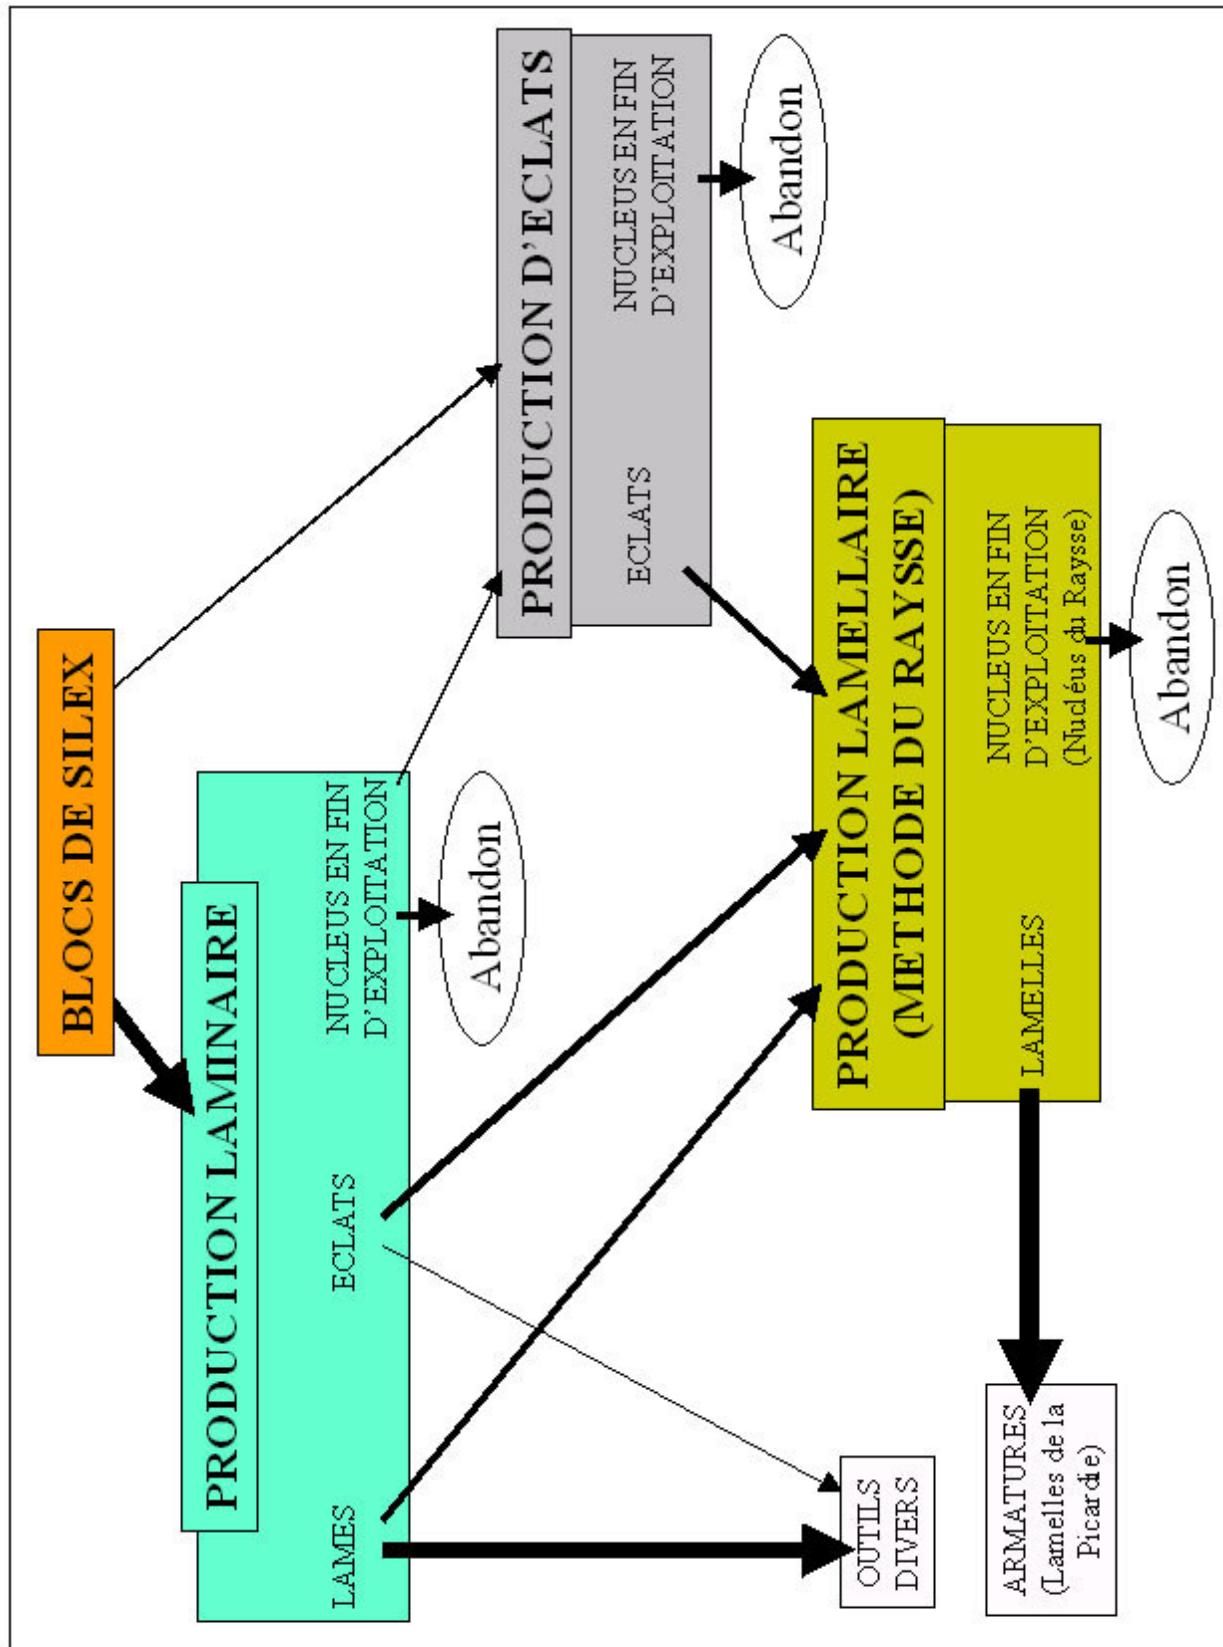 BLOCS DE SILEX
PRODUCTION LAMINAIRE
LAMES
ECLATS
NUCLEUS EN FIN
D'EXPLOITATION
Abandon
PRODUCTION D'ECLATS
ECLATS
NUCLEUS EN FIN
D'EXPLOITATION
Abandon
PRODUCTION LAMELLAIRE
(METHODE DU RAYSSE)
LAMELLES
NUCLEUS EN FIN
D'EXPLOITATION
(Nucléus du Raysse)
Abandon
OUTILS
DIVERS
ARMATURES
(Lamelles de la
Picardie)